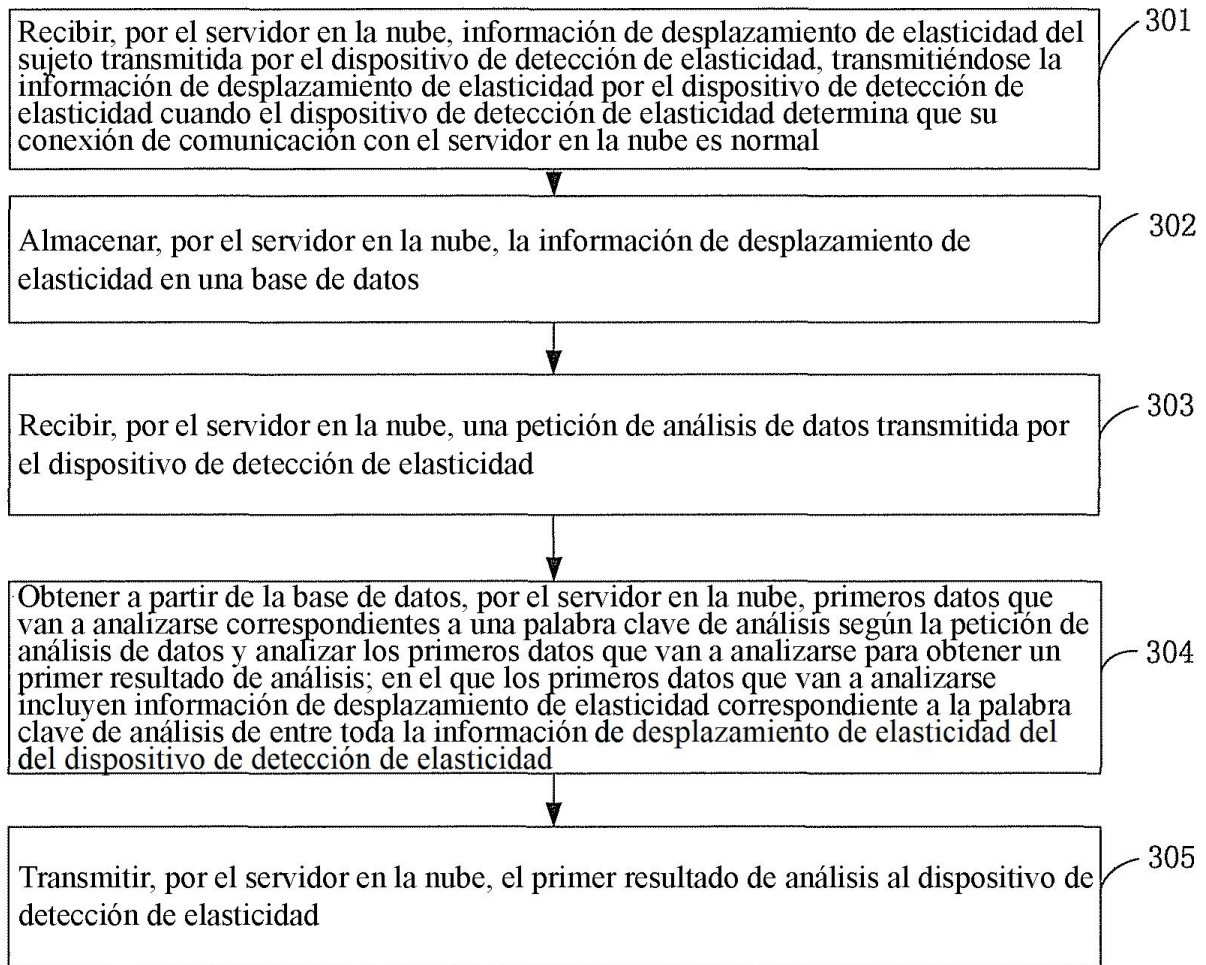 Recibir, por el servidor en la nube, información de desplazamiento de elasticidad del
sujeto transmitida por el dispositivo de detección de elasticidad, transmitiéndose la
información de desplazamiento de elasticidad por el dispositivo de detección de
elasticidad cuando el dispositivo de detección de elasticidad determina que su
conexión de comunicación con el servidor en la nube es normal
301
Almacenar, por el servidor en la nube, la información de desplazamiento de
elasticidad en una base de datos
302
Recibir, por el servidor en la nube, una petición de análisis de datos transmitida por
el dispositivo de detección de elasticidad
303
Obtener a partir de la base de datos, por el servidor en la nube, primeros datos que
van a analizarse correspondientes a una palabra clave de análisis según la petición de
análisis de datos y analizar los primeros datos que van a analizarse para obtener un
primer resultado de análisis; en el que los primeros datos que van a analizarse
incluyen información de desplazamiento de elasticidad correspondiente a la palabra
clave de análisis de entre toda la información de desplazamiento de elasticidad del
del dispositivo de detección de elasticidad
304
Transmitir, por el servidor en la nube, el primer resultado de análisis al dispositivo de
detección de elasticidad
305